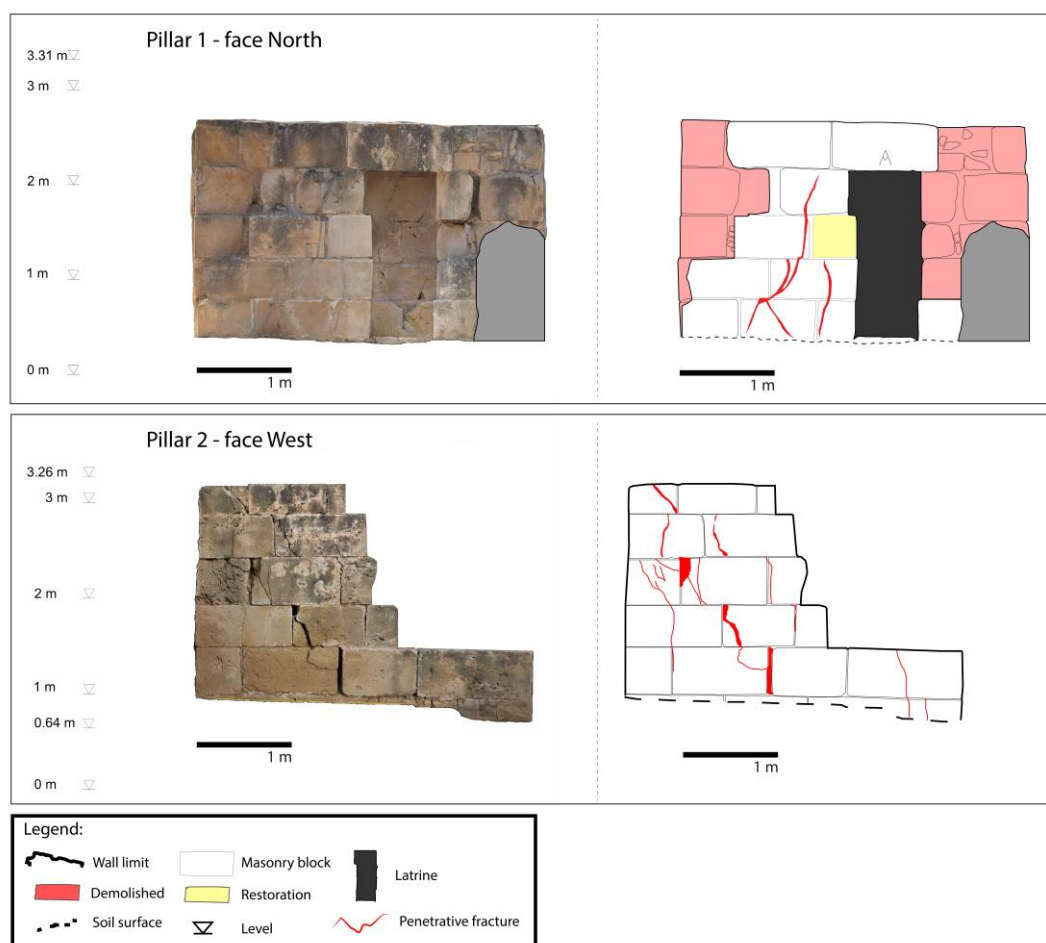 Pillar 1 - face North
3.31 m
3 m
2 m
1 m
0 m
1 m
1 m
Pillar 2 - face West
3.26 m
3 m
2 m
1 m
0.64 m
0 m
1 m
1 m
Legend:
Wall limit
Masonry block
Latrine
Demolished
Restoration
Soil surface
Level
Penetrative fracture